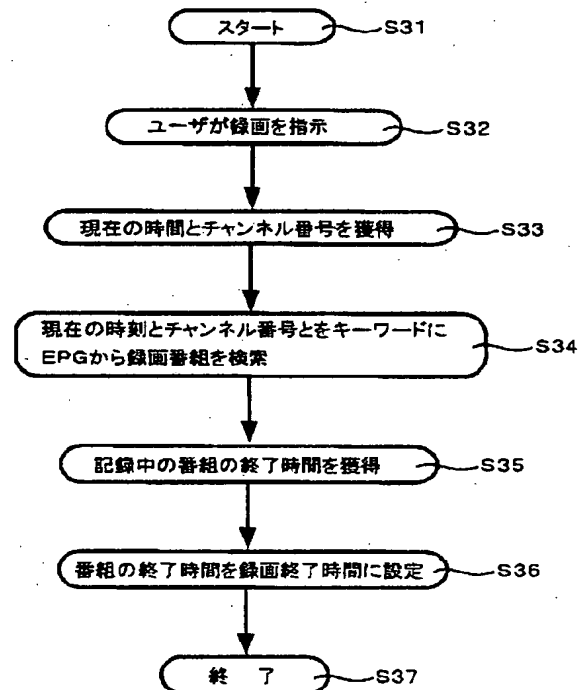 スタート
S31
ユーザが録画を指示
S32
現在の時間とチャンネル番号を獲得
S33
現在の時刻とチャンネル番号とをキーワードに
EPGから録画番組を検索
S34
記録中の番組の終了時間を獲得
S35
番組の終了時間を録画終了時間に設定
S36
終 了
S37